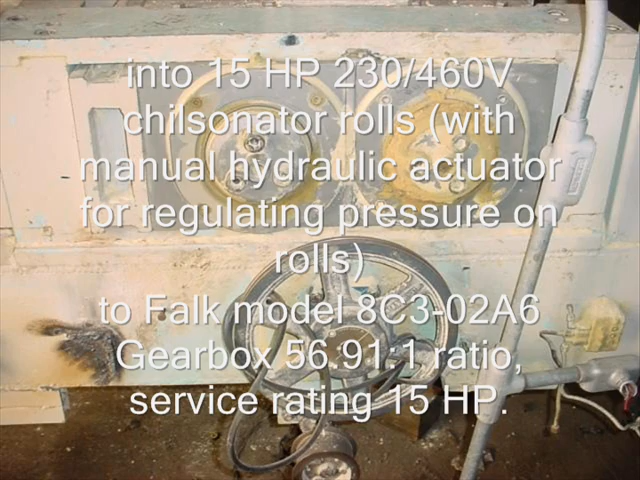 into 15 HP 230/460V
chilsonator rolls (with
manual hydraulic actuator
for regulating pressure on
rolls)
to Falk model 8C3-02A6
Gearbox 56.91:1 ratio,
service rating 15 HP.